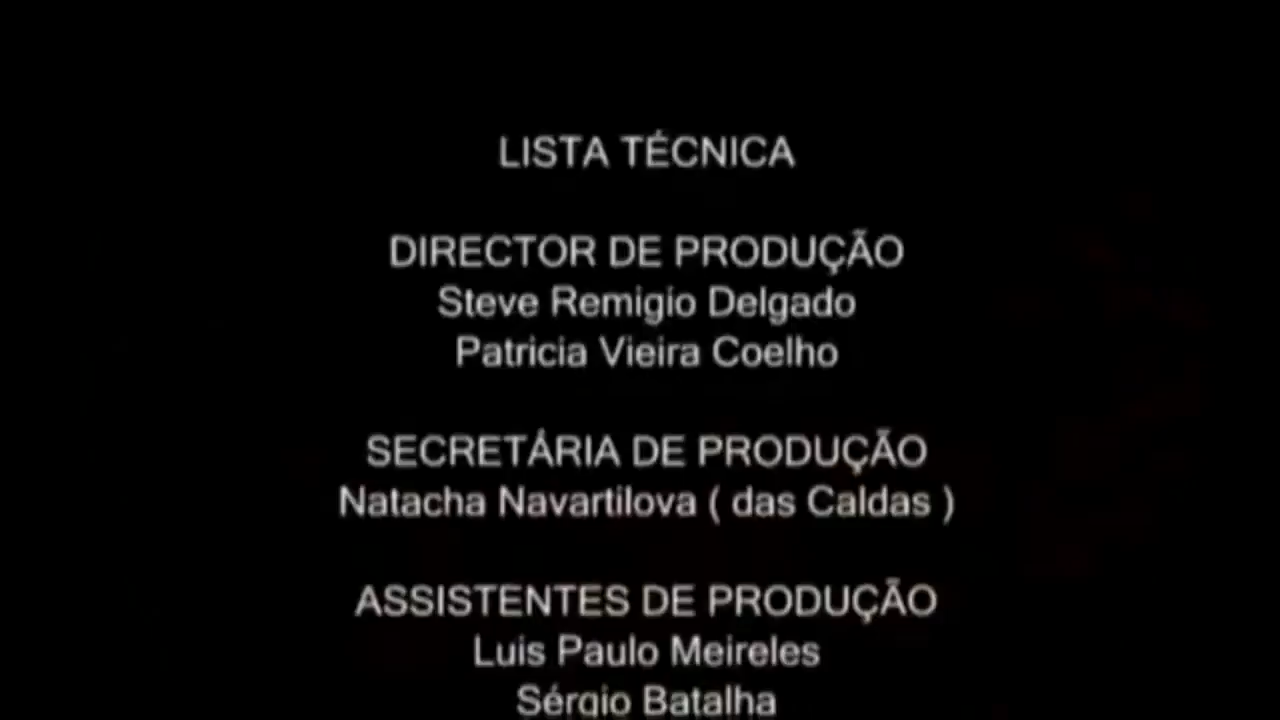 LISTA TÉCNICA
DIRECTOR DE PRODUÇÃO
Steve Remigio Delgado
Patricia Vieira Coelho
SECRETÁRIA DE PRODUÇÃO
Natacha Navartilova ( das Caldas )
ASSISTENTES DE PRODUÇÃO
Luis Paulo Meireles
Sérgio Batalha